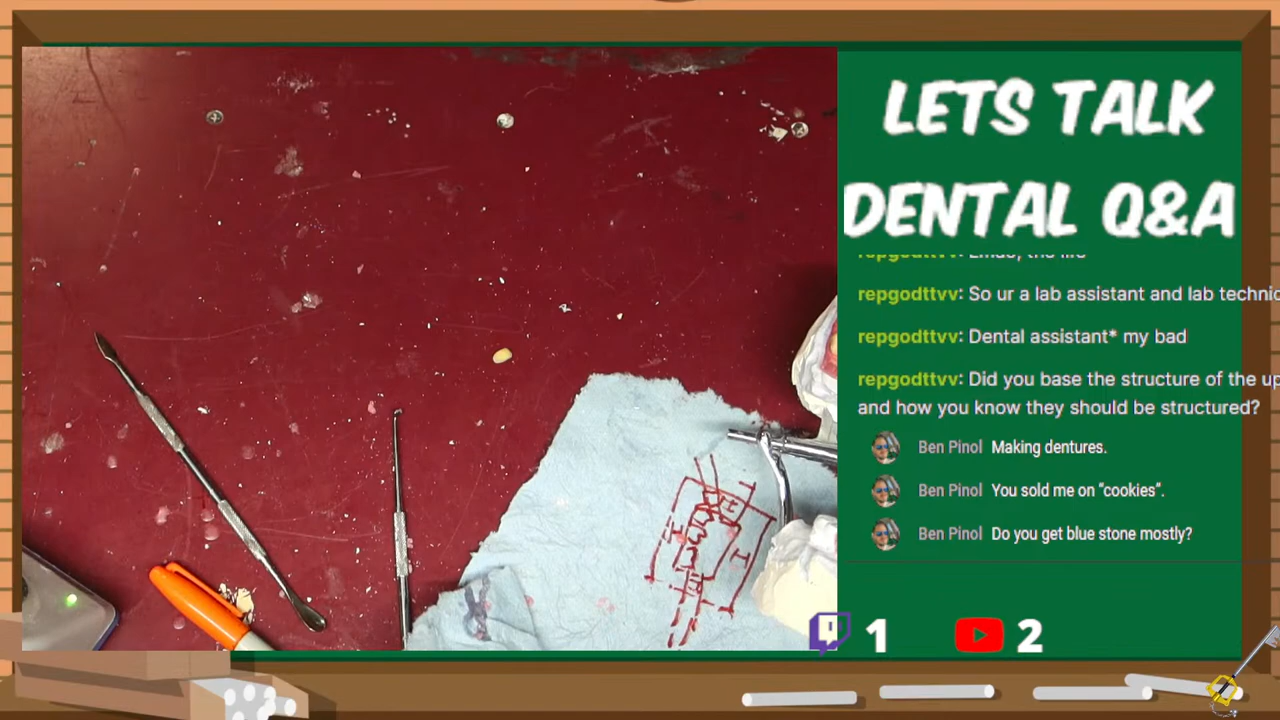 LETS TALK
DENTAL Q&A
repgodttvv: So ur a lab assistant and lab technic
repgodttvv: Dental assistant* my bad
repgodttvv: Did you base the structure of the up
and how you know they should be structured?
Ben Pinol Making dentures.
Ben Pinol You sold me on “cookies”.
Ben Pinol Do you get blue stone mostly?
1 2